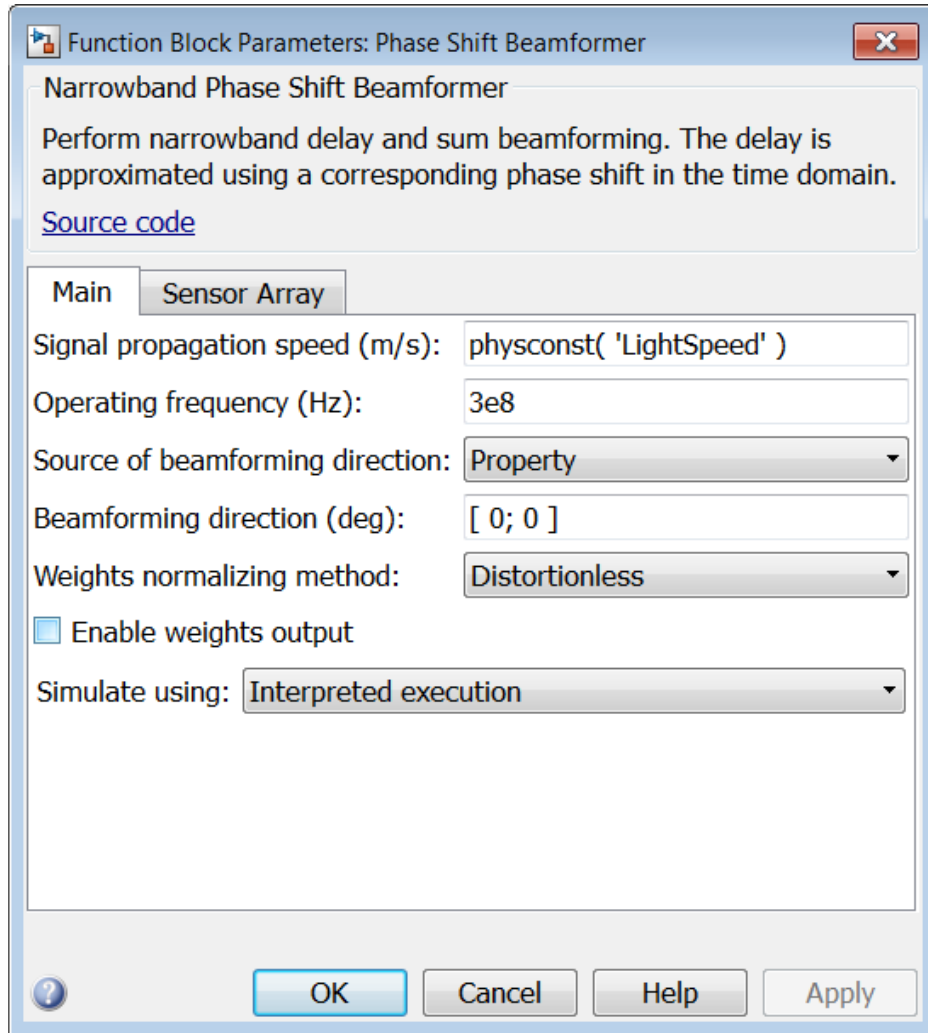 Function Block Parameters: Phase Shift Beamformer
Narrowband Phase Shift Beamformer
Perform narrowband delay and sum beamforming. The delay is
approximated using a corresponding phase shift in the time domain.
Source code
Main Sensor Array
Signal propagation speed (m/s): physconst( 'LightSpeed' )
Operating frequency (Hz): 3e8
Source of beamforming direction: Property
Beamforming direction (deg): [ 0; 0 ]
Weights normalizing method: Distortionless
Enable weights output
Simulate using: Interpreted execution
? OK Cancel Help Apply